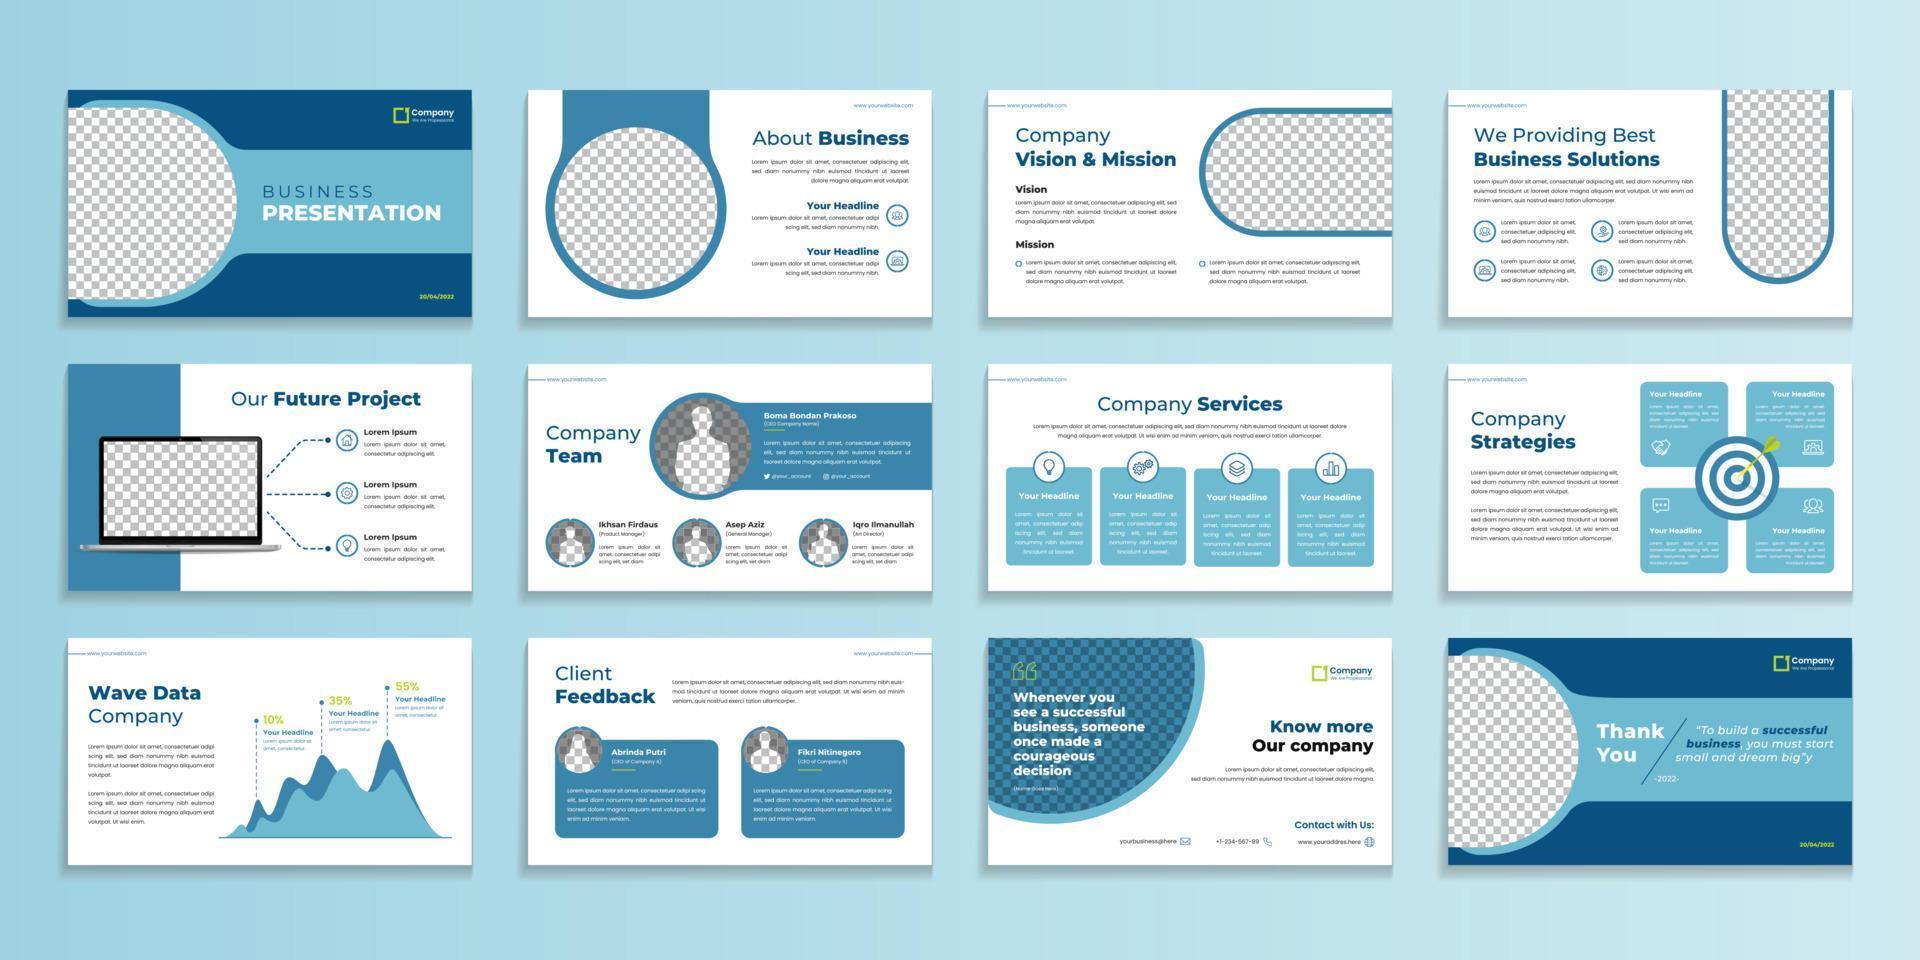 Company
We Are Propessional
BUSINESS
PRESENTATION
20/04/2022
www.yourwebsite.com
About Business
Lorem ipsum dolor sit amet, consectetuer adipiscing elit,
sed diam nonummy nibh euismod tincidunt ut laoreet
dolore magna aliquam erat volutpat.
Your Headline
Lorem ipsum dolor sit amet, consectetuer adipi
scing elit, sed diam nonummy nibh.
Your Headline
Lorem ipsum dolor sit amet, consectetuer adipi
scing elit, sed diam nonummy nibh.
www.yourwebsite.com
Company
Vision & Mission
Vision
Lorem ipsum dolor sit amet, consectetuer adipiscing elit, sed
diam nonummy nibh euismod tincidunt ut laoreet dolore
magna aliquam erat volutpat.
Mission
Lorem ipsum dolor sit amet, consectetuer adipiscing elit,
sed diam nonummy nibh euismod tincidunt ut laoreet
dolore magna aliquam erat volutpat.
Lorem ipsum dolor sit amet, consectetuer adipiscing elit,
sed diam nonummy nibh euismod tincidunt ut laoreet
dolore magna aliquam erat volutpat.
www.yourwebsite.com
We Providing Best
Business Solutions
Lorem ipsum dolor sit amet, consectetuer adipiscing elit, sed diam nonummy nibh
euismod tincidunt ut laoreet dolore magna aliquam erat volutpat. Ut wisi enim ad
minim veniam, quis nostrud exerci tation ullamcorper.
Lorem ipsum dolor sit amet,
consectetuer adipiscing elit,
sed diam nonummy nibh.
Lorem ipsum dolor sit amet,
consectetuer adipiscing elit,
sed diam nonummy nibh.
Lorem ipsum dolor sit amet,
consectetuer adipiscing elit,
sed diam nonummy nibh.
Lorem ipsum dolor sit amet,
consectetuer adipiscing elit,
sed diam nonummy nibh.
Our Future Project
Lorem Ipsum
Lorem ipsum dolor sit amet,
consectetur adipiscing elit.
Lorem Ipsum
Lorem ipsum dolor sit amet,
consectetur adipiscing elit.
Lorem Ipsum
Lorem ipsum dolor sit amet,
consectetur adipiscing elit.
www.yourwebsite.com
Company
Team
Boma Bondan Prakoso
(CEO Company Name)
Lorem ipsum dolor sit amet, consectetuer adipiscing
elit, sed diam nonummy nibh euismod tincidunt ut
laoreet dolore magna aliquam erat volutpat.
@your_account
@your_account
Ikhsan Firdaus
(Product Manager)
Lorem ipsum dolor sit
amet, consectetuer adipi
scing elit, set diam
Asep Aziz
(General Manager)
Lorem ipsum dolor sit
amet, consectetuer adipi
scing elit, set diam
Iqro Ilmanullah
(Art Director)
Lorem ipsum dolor sit
amet, consectetuer adipi
scing elit, set diam
www.yourwebsite.com
Company Services
Lorem ipsum dolor sit amet, consectetuer adipiscing elit, sed diam nonummy nibh euismod tincidunt ut laoreet
dolore magna aliquam erat volutpat. Ut wisi enim ad minim veniam, quis nostrud exerci tation ullamcorper.
Your Headline
Lorem ipsum dolor sit
amet, consectetuer adip
iscing elit, sed diam
nonummy nibh euismod
tincidunt ut laoreet
Your Headline
Lorem ipsum dolor sit
amet, consectetuer adip
iscing elit, sed diam
nonummy nibh euismod
tincidunt ut laoreet
Your Headline
Lorem ipsum dolor sit
amet, consectetuer adip
iscing elit, sed diam
nonummy nibh euismod
tincidunt ut laoreet.
Your Headline
Lorem ipsum dolor sit
amet, consectetuer adip
iscing elit, sed diam
nonummy nibh euismod
tincidunt ut laoreet.
www.yourwebsite.com
Company
Strategies
Lorem ipsum dolor sit amet, consectetuer adipiscing elit,
sed diam nonummy nibh euismod tincidunt ut laoreet
dolore magna aliquam erat volutpat.
Lorem ipsum dolor sit amet, consectetuer adipiscing elit,
sed diam nonummy nibh euismod tincidunt ut laoreet
dolore magna aliquam erat volutpat. Ut wisi enim ad
minim veniam, quis nostrud exerci tation ullamcorper.
Your Headline
Your Headline
Your Headline
Your Headline
www.yourwebsite.com
Wave Data
Company
Lorem ipsum dolor sit amet, consectetuer adipi
scing elit, sed diam nonummy nibh euismod
tincidunt ut laoreet dolore magna aliquam erat
volutpat.
Lorem ipsum dolor sit amet, consectetuer adipi
scing elit, sed diam nonummy nibh euismod
tincidunt ut laoreet dolore magna aliquam erat
volutpat. Ut wisi enim.
10%
Your Headline
Lorem ipsum dolor sit
amet, consectetur.
35%
Your Headline
Lorem ipsum dolor sit
amet, consectetur.
55%
Your Headline
Lorem ipsum dolor sit
amet, consectetur.
www.yourwebsite.com
Client
Feedback
Lorem ipsum dolor sit amet, consectetuer adipiscing elit, sed diam nonummy nibh euis-
mod tincidunt ut laoreet dolore magna aliquam erat volutpat. Ut wisi enim ad minim
veniam, quis nostrud exerci tation ullamcorper.
Abrinda Putri
(CEO of Company A)
Lorem ipsum dolor sit amet, consectetuer adipiscing
elit, sed diam nonummy nibh euismod tincidunt ut
laoreet dolore magna aliquam erat volutpat. Ut wisi
enim ad minim veniam.
Fikri Nitinegoro
(CEO of Company B)
Lorem ipsum dolor sit amet, consectetuer adipiscing
elit, sed diam nonummy nibh euismod tincidunt ut
laoreet dolore magna aliquam erat volutpat. Ut wisi
enim ad minim veniam.
Whenever you
see a successful
business, someone
once made a
courageous
decision
(Name Goes Here)
Company
We Are Propessional
Know more
Our company
Lorem ipsum dolor sit amet, consectetuer adipiscing elit,
sed diam nonummy nibh euismod tincidunt ut laoreet dolore magna.
Contact with Us:
yourbusiness@here
+1-234-567-89
www.youraddres.here
Company
We Are Propessional
Thank
You
"To build a successful
business, you must start
small and dream big"y
-2022-
20/04/2022